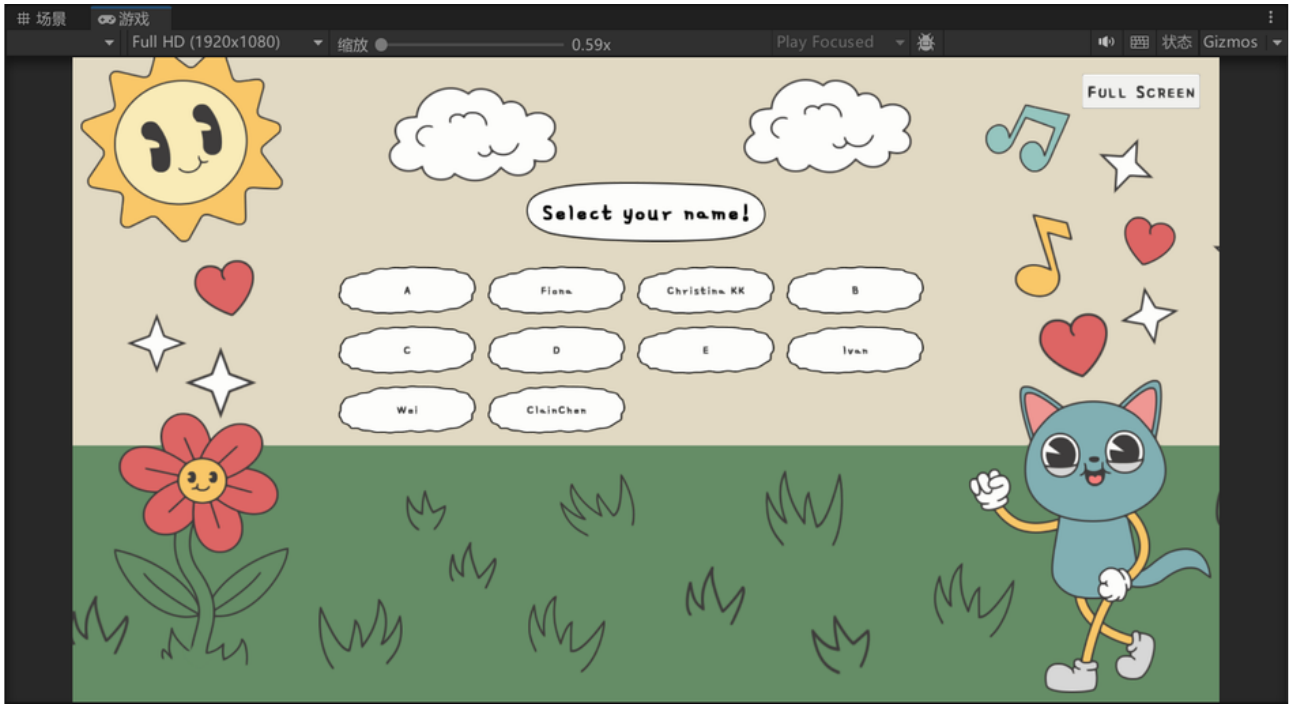 场景 游戏
Full HD (1920x1080) 缩放 0.59x Play Focused 状态 Gizmos
FULL SCREEN
Select your name!
A Fiona Christina KK B
C D E Ivan
Wei ClainChen